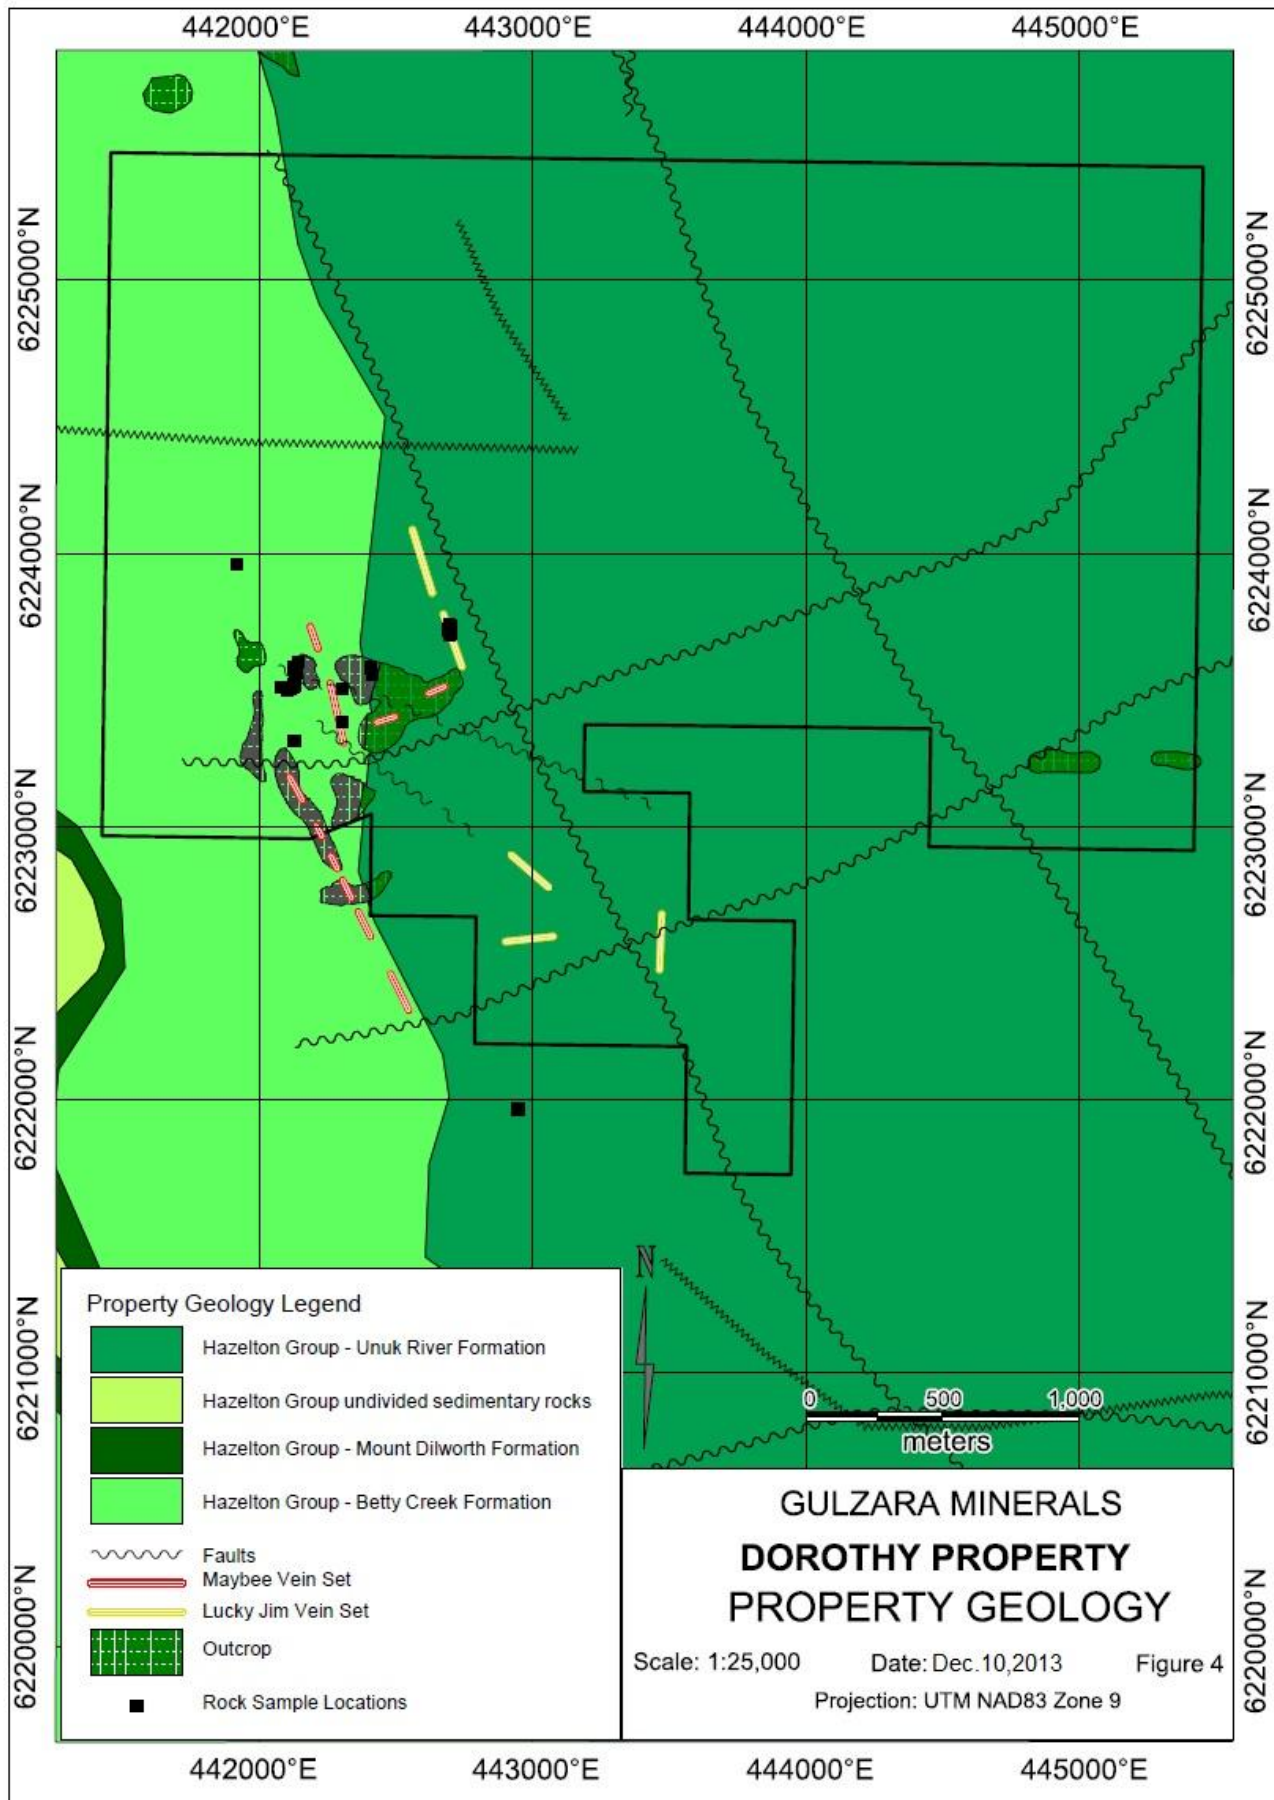 442000°E 443000°E 444000°E 445000°E
6225000°N 6225000°N
6224000°N 6224000°N
6223000°N 6223000°N
6222000°N 6222000°N
6221000°N 6221000°N
6220000°N 6220000°N
Property Geology Legend
Hazelton Group - Unuk River Formation
Hazelton Group undivided sedimentary rocks
Hazelton Group - Mount Dilworth Formation
Hazelton Group - Betty Creek Formation
Faults
Maybee Vein Set
Lucky Jim Vein Set
Outcrop
Rock Sample Locations
N
0 500 1,000
meters
GULZARA MINERALS
DOROTHY PROPERTY
PROPERTY GEOLOGY
Scale: 1:25,000 Date: Dec.10,2013 Figure 4
Projection: UTM NAD83 Zone 9
442000°E 443000°E 444000°E 445000°E